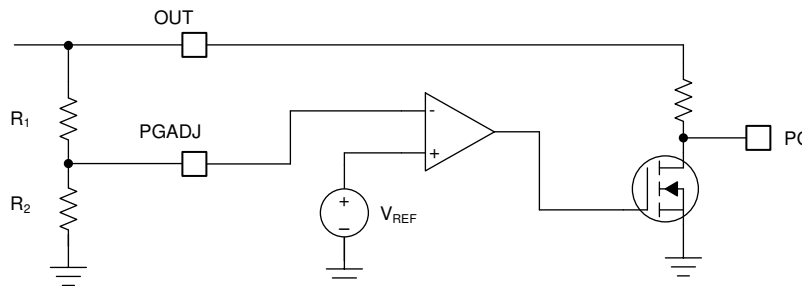 OUT
R1
PGADJ
-
+
PG
R2
+
-
VREF